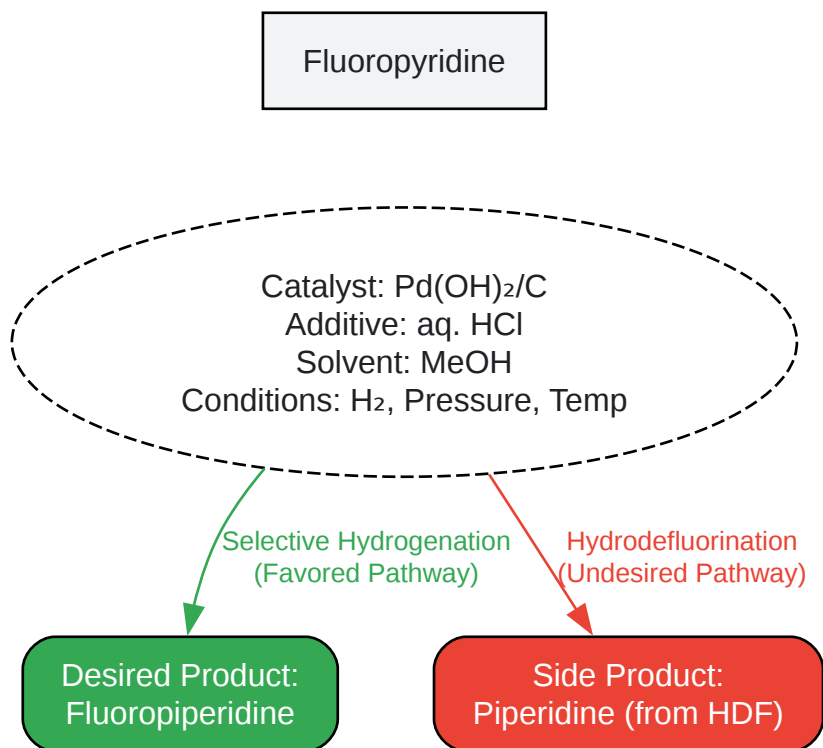 Fluoropyridine
Catalyst: Pd(OH)₂/C
Additive: aq. HCl
Solvent: MeOH
Conditions: H₂, Pressure, Temp
Selective Hydrogenation
(Favored Pathway)
Hydrodefluorination
(Undesired Pathway)
Desired Product:
Fluoropiperidine
Side Product:
Piperidine (from HDF)